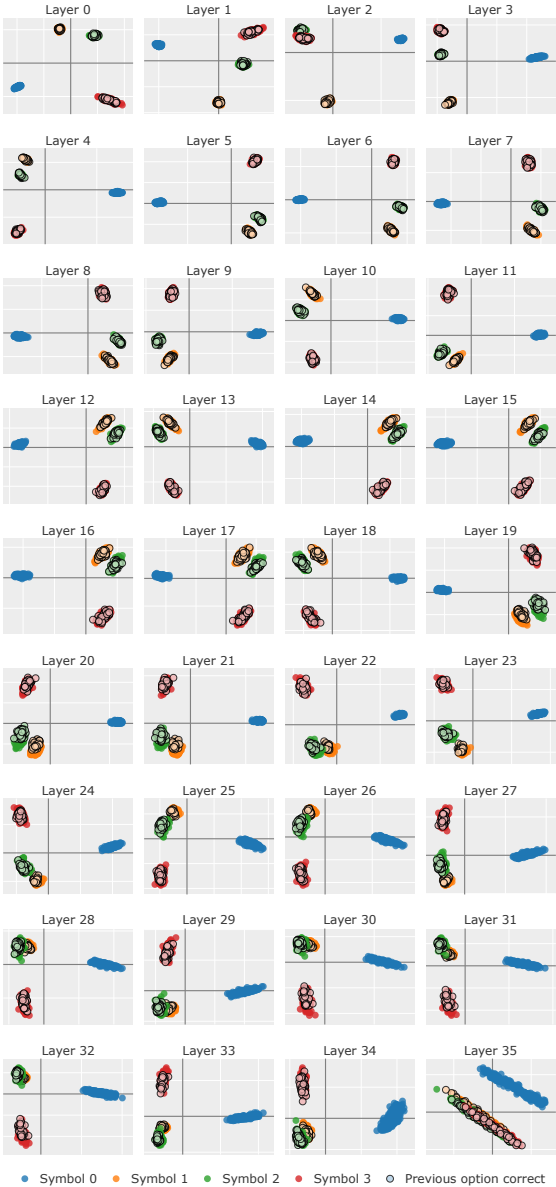 Layer 0 Layer 1 Layer 2 Layer 3
Layer 4 Layer 5 Layer 6 Layer 7
Layer 8 Layer 9 Layer 10 Layer 11
Layer 12 Layer 13 Layer 14 Layer 15
Layer 16 Layer 17 Layer 18 Layer 19
Layer 20 Layer 21 Layer 22 Layer 23
Layer 24 Layer 25 Layer 26 Layer 27
Layer 28 Layer 29 Layer 30 Layer 31
Layer 32 Layer 33 Layer 34 Layer 35
Symbol 0 Symbol 1 Symbol 2 Symbol 3 Previous option correct